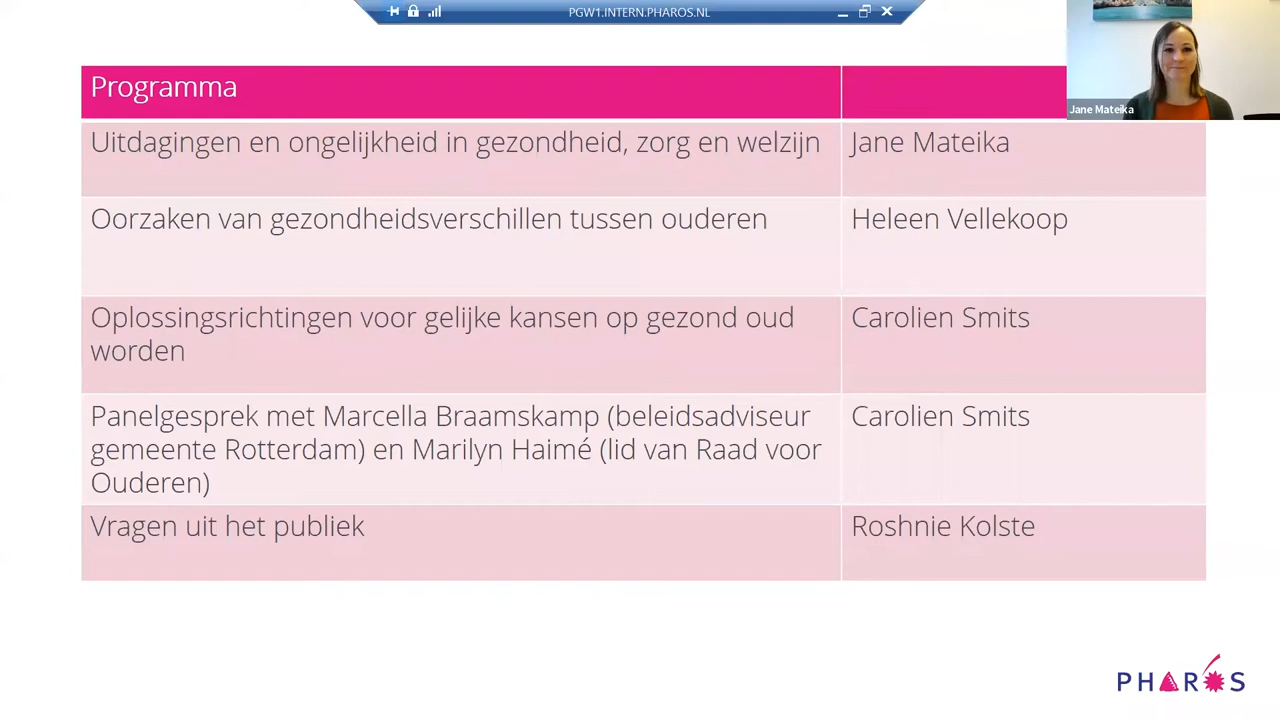 PGW1.INTERN.PHAROS.NL
Jane Mateika
Programma
Uitdagingen en ongelijkheid in gezondheid, zorg en welzijn
Jane Mateika
Oorzaken van gezondheidsverschillen tussen ouderen
Heleen Vellekoop
Oplossingsrichtingen voor gelijke kansen op gezond oud
worden
Carolien Smits
Panelgesprek met Marcella Braamskamp (beleidsadviseur
gemeente Rotterdam) en Marilyn Haimé (lid van Raad voor
Ouderen)
Carolien Smits
Vragen uit het publiek
Roshnie Kolste
PHAROS